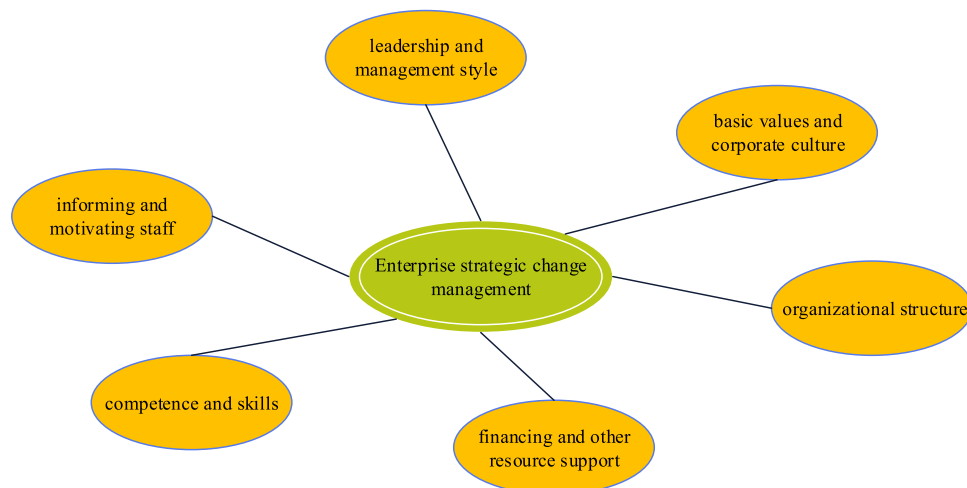 leadership and
management style
basic values and
corporate culture
informing and
motivating staff
Enterprise strategic change
management
organizational structure
competence and skills
financing and other
resource support